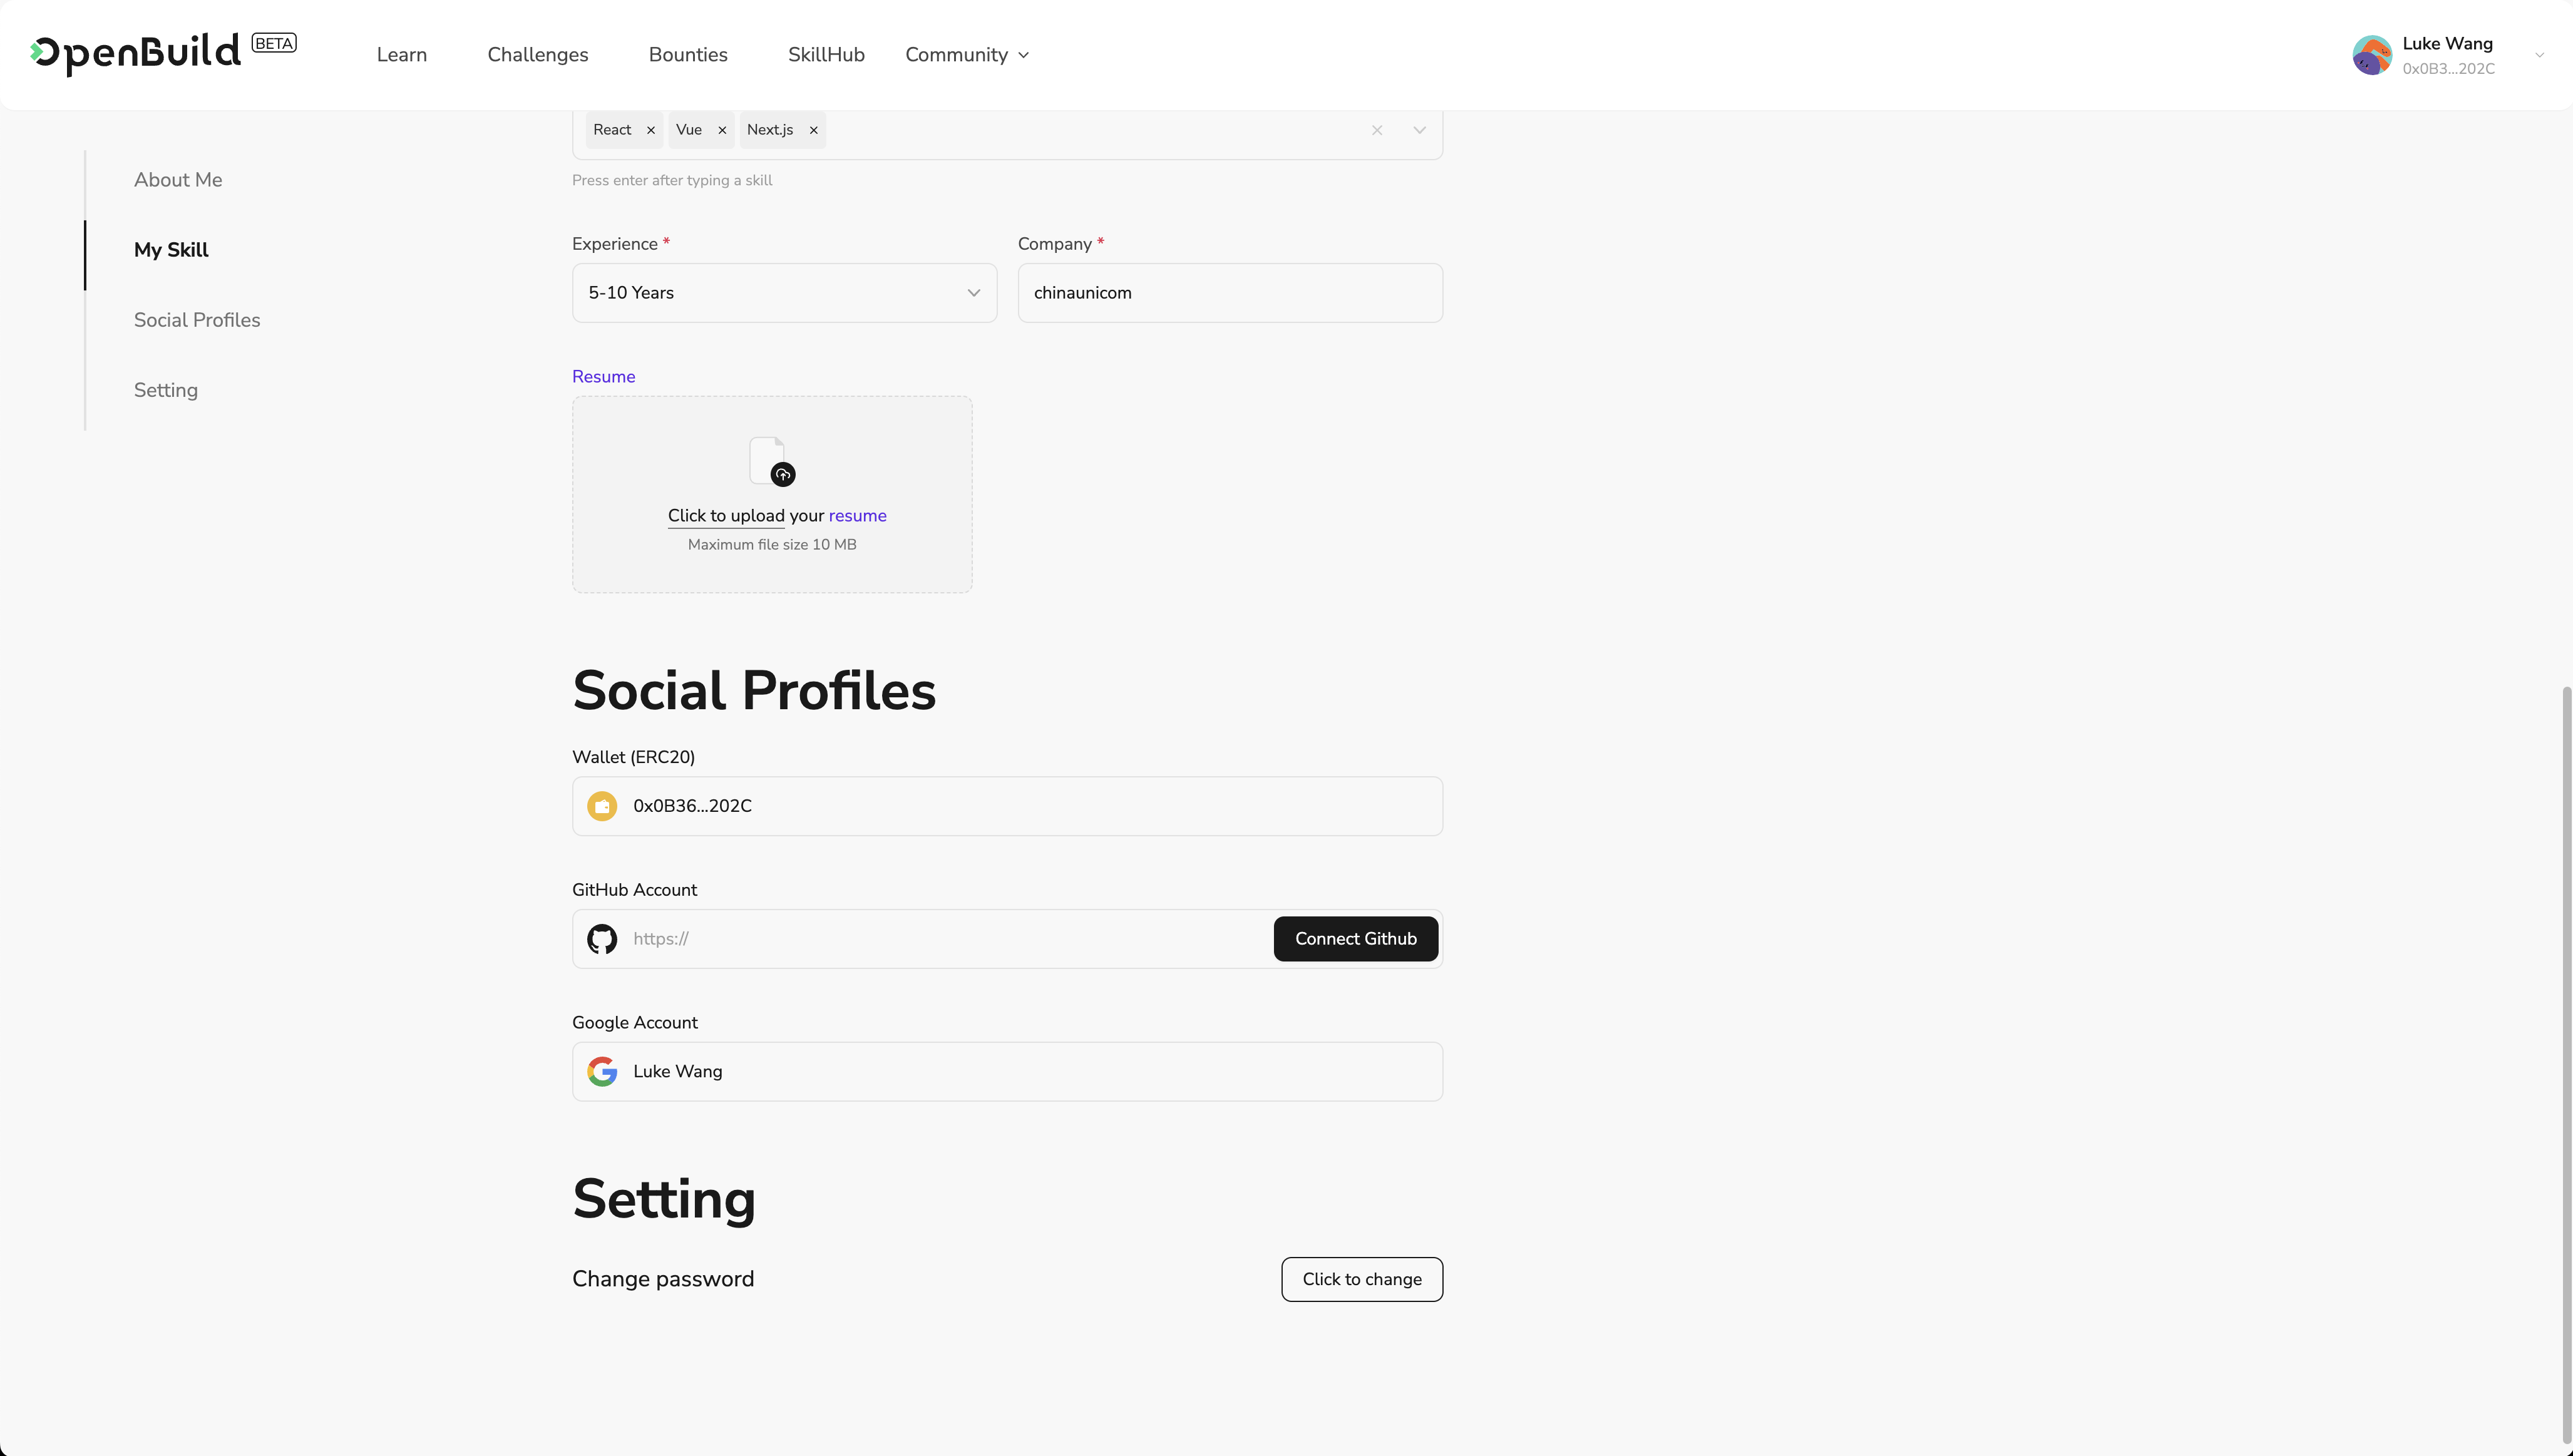 OpenBuild BETA
Learn Challenges Bounties SkillHub Community
Luke Wang
0x0B3...202C
React × Vue × Next.js ×
Press enter after typing a skill
About Me
My Skill
Social Profiles
Setting
Experience * Company *
5-10 Years chinaunicom
Resume
Click to upload your resume
Maximum file size 10 MB
Social Profiles
Wallet (ERC20)
0x0B36...202C
GitHub Account
https:// Connect Github
Google Account
Luke Wang
Setting
Change password Click to change